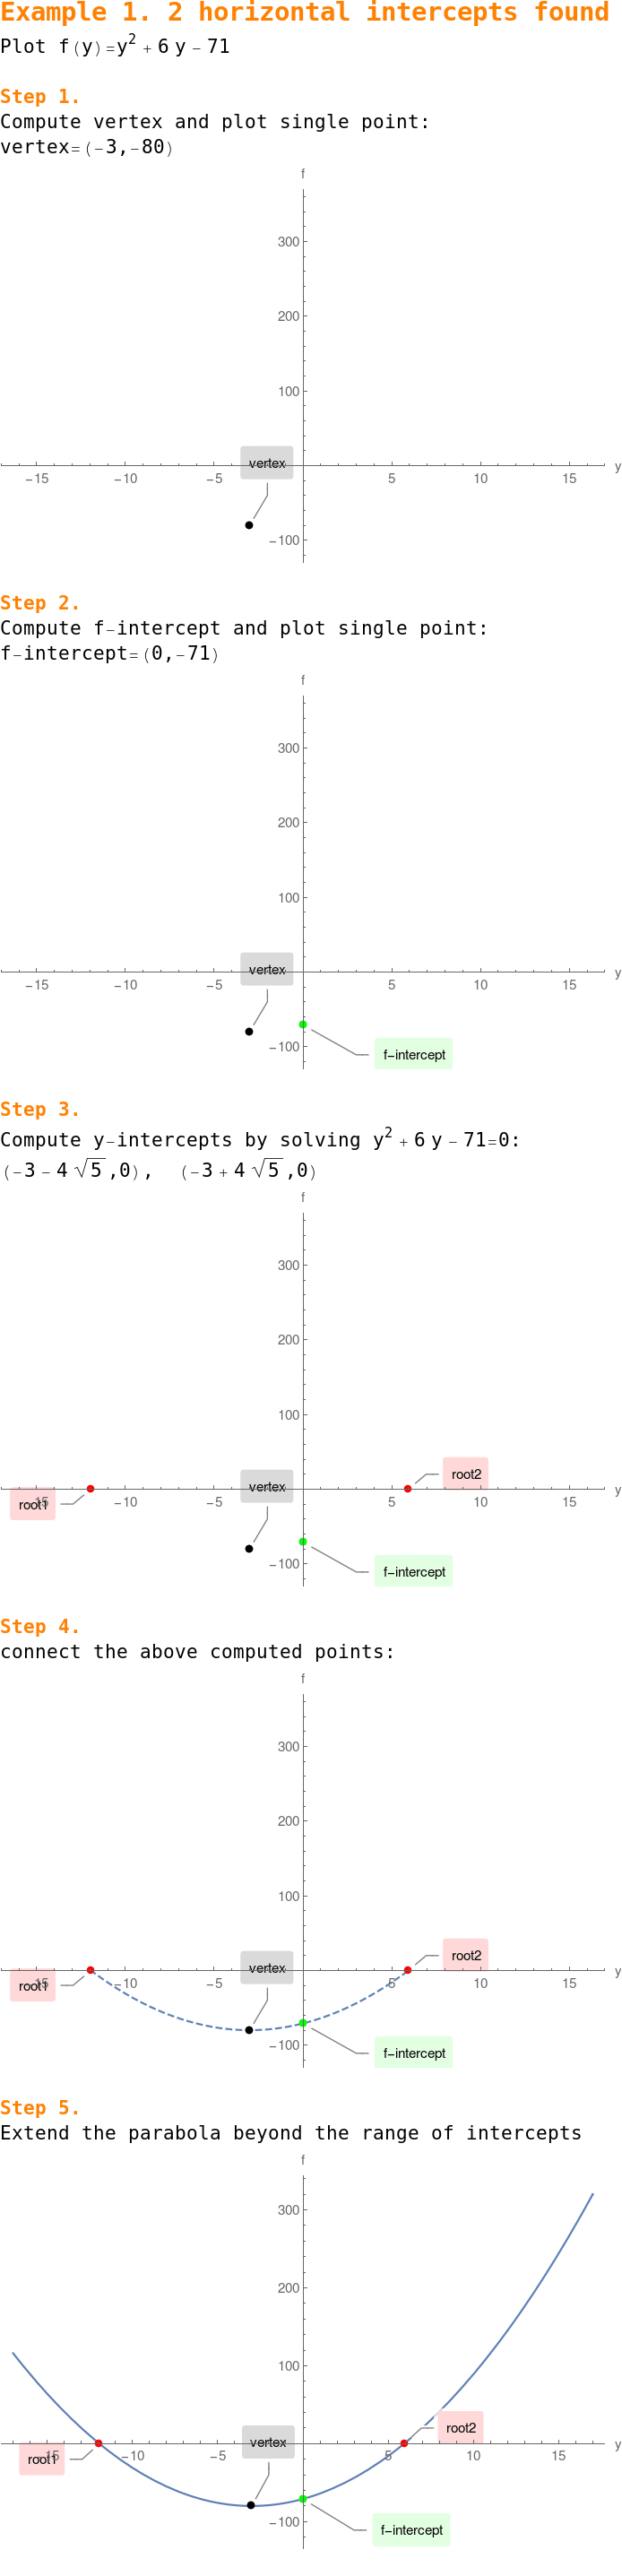 Example 1. 2 horizontal intercepts found
Plot f(y)=y² + 6 y − 71
Step 1.
Compute vertex and plot single point:
vertex=(−3,−80)
f
300
200
100
vertex
−15 −10 −5 5 10 15 y
−100
Step 2.
Compute f−intercept and plot single point:
f−intercept=(0,−71)
f
300
200
100
vertex
−15 −10 −5 5 10 15 y
−100
f−intercept
Step 3.
Compute y−intercepts by solving y² + 6 y − 71=0:
(−3 − 4 √5 ,0), (−3 + 4 √5 ,0)
f
300
200
100
vertex root2
root1 −15 −10 −5 5 10 15 y
−100
f−intercept
Step 4.
connect the above computed points:
f
300
200
100
vertex root2
root1 −15 −10 −5 5 10 15 y
−100
f−intercept
Step 5.
Extend the parabola beyond the range of intercepts
f
300
200
100
vertex root2
root1 −15 −10 −5 5 10 15 y
−100
f−intercept